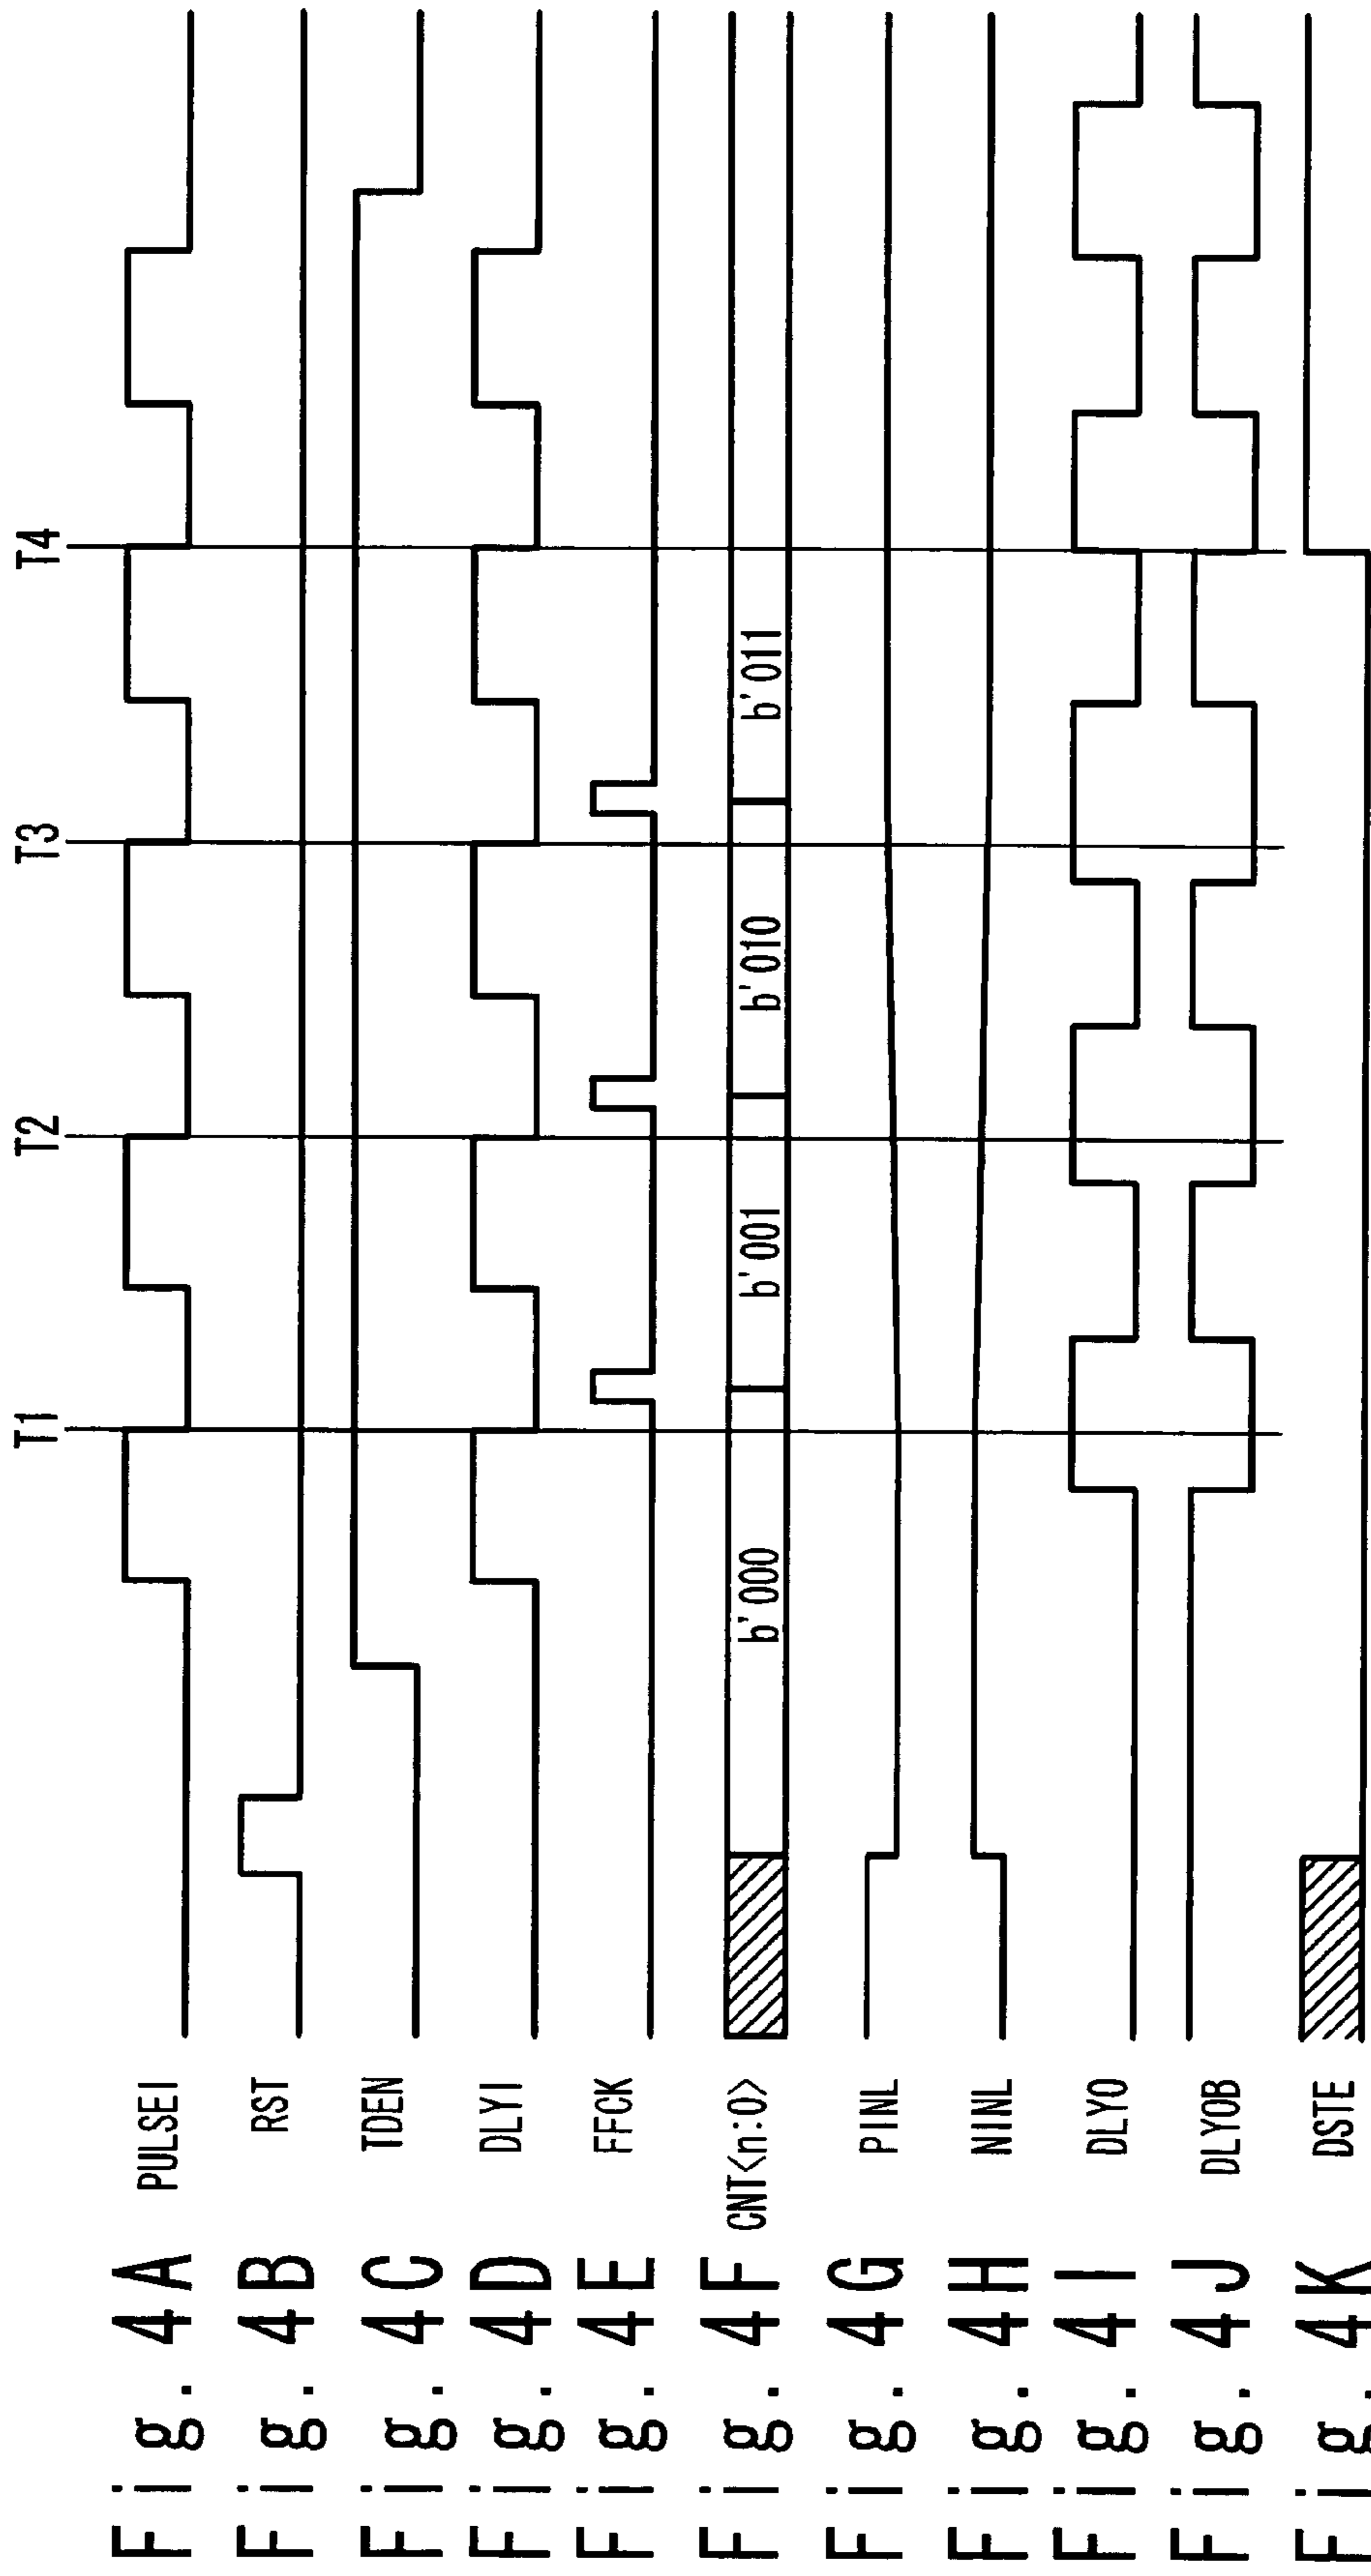 T1 T2 T3 T4
Fig. 4A PULSEI
Fig. 4B RST
Fig. 4C TDEN
Fig. 4D DLYI
Fig. 4E FFCK
Fig. 4F CNT<n:0> b'000 b'001 b'010 b'011
Fig. 4G PINL
Fig. 4H NINL
Fig. 4I DLYO
Fig. 4J DLYOB
Fig. 4K DSTE